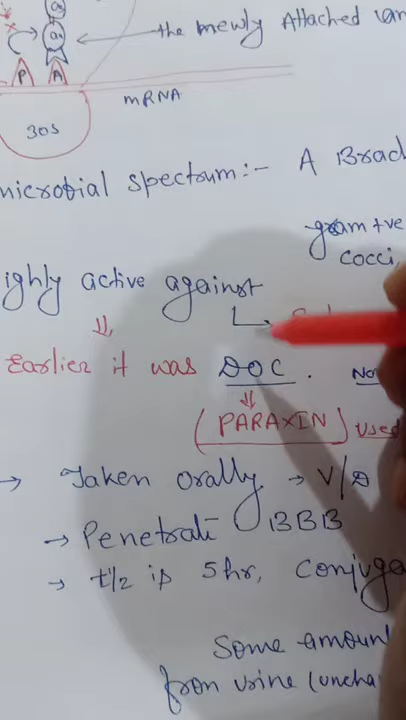 the newly Attached
P A
mRNA
30s
microbial spectrum:- A Broad
gram +ve
cocci,
ighly active against
Earlier it was DOC.
(PARAXIN) used
→ Taken orally → V/D
→ Penetrate BBB
→ t1/2 is 5hr, conjuga
Some amount
from urine (uncha